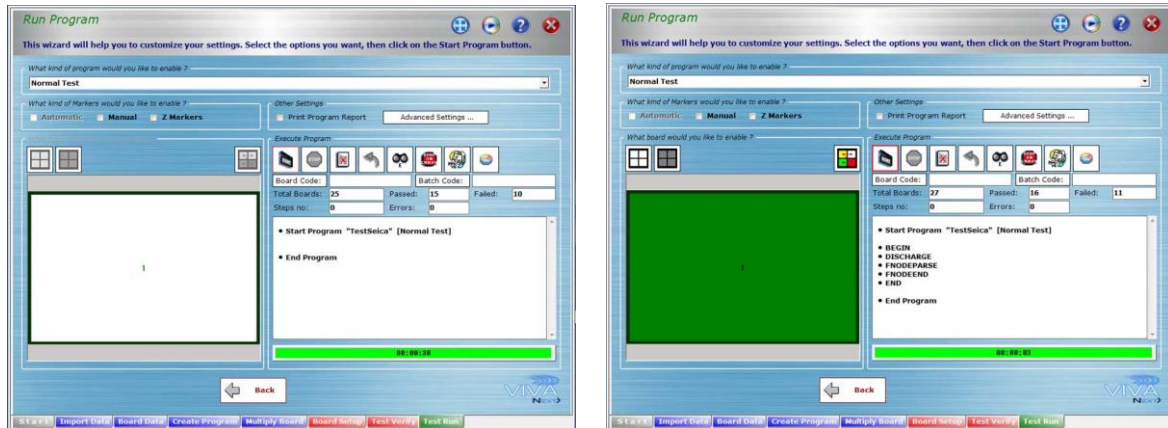 Run Program
This wizard will help you to customize your settings. Select the options you want, then click on the Start Program button.
What kind of program would you like to enable ?
Normal Test
What kind of Markers would you like to enable ?
Automatic Manual Z Markers
Other Settings
Print Program Report Advanced Settings ...
Execute Program
Board Code: Batch Code:
Total Boards: 25 Passed: 15 Failed: 10
Steps no: 0 Errors: 0
• Start Program "TestSeica" [Normal Test]
• End Program
1
Back
VIVA
Start Import Data Board Data Create Program Multiply Board Board Setup Test Verify Test Run
Run Program
This wizard will help you to customize your settings. Select the options you want, then click on the Start Program button.
What kind of program would you like to enable ?
Normal Test
What kind of Markers would you like to enable ?
Automatic Manual Z Markers
Other Settings
Print Program Report Advanced Settings ...
What board would you like to enable ?
Execute Program
Board Code: Batch Code:
Total Boards: 27 Passed: 16 Failed: 11
Steps no: 0 Errors: 0
• Start Program "TestSeica" [Normal Test]
• BEGIN
• DISCHARGE
• FNODEPARSE
• FNODEEND
• END
• End Program
1
00:00:03
Back
VIVA
Start Import Data Board Data Create Program Multiply Board Board Setup Test Verify Test Run